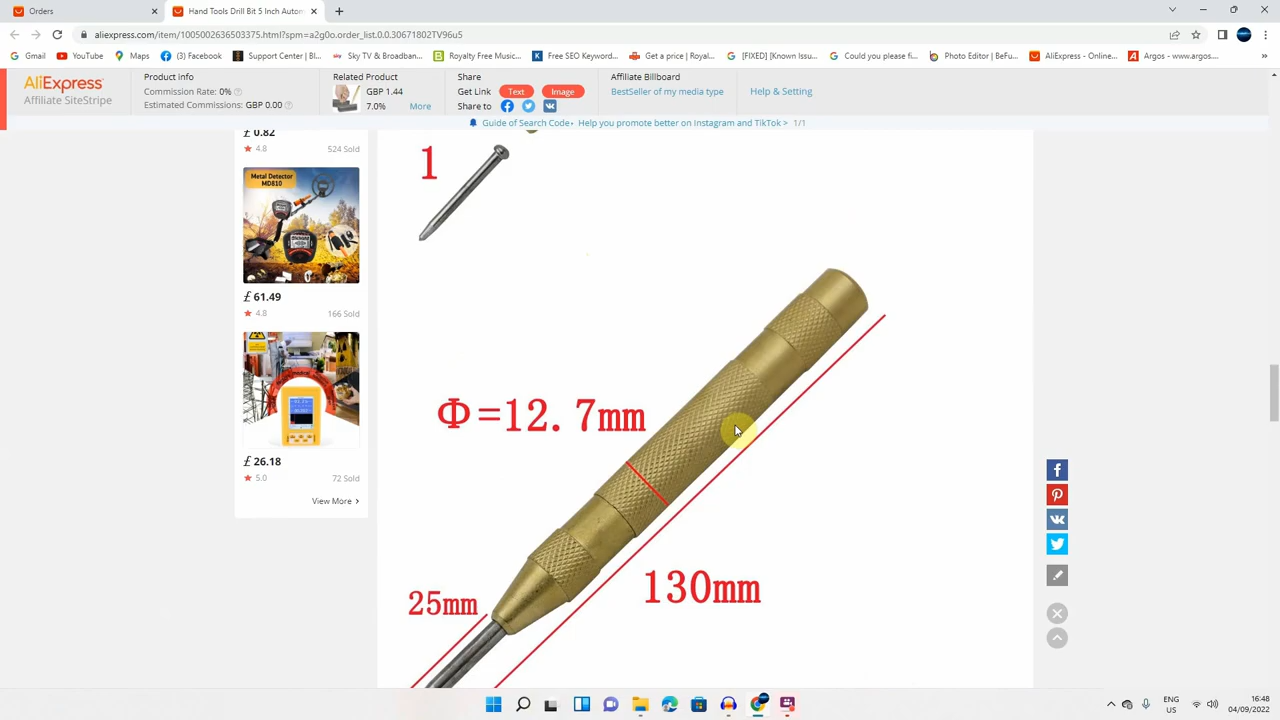 Orders
Hand Tools Drill Bit 5 Inch Autom
aliexpress.com/item/1005002636503375.html?spm=a2g0o.order_list.0.0.30671802TV96u5
Gmail
YouTube
Maps
(3) Facebook
Support Center | Bl...
Sky TV & Broadban...
Royalty Free Music...
Free SEO Keyword...
Get a price | Royal...
[FIXED] [Known Issu...
Could you please fi...
Photo Editor | BeFu...
AliExpress - Online...
Argos - www.argos...
AliExpress
Affiliate SiteStripe
Product info
Commission Rate: 0%
Estimated Commissions: GBP 0.00
Related Product
GBP 1.44
7.0%
More
Share
Get Link
Text
Image
Share to
Affiliate Billboard
BestSeller of my media type
Help & Setting
Guide of Search Code
Help you promote better on Instagram and TikTok >
1/1
£ 0.82
4.8
524 Sold
Metal Detector
MD810
£ 61.49
4.8
166 Sold
£ 26.18
5.0
72 Sold
View More
1
Φ=12.7mm
130mm
25mm
ENG
US
16:48
04/09/2022